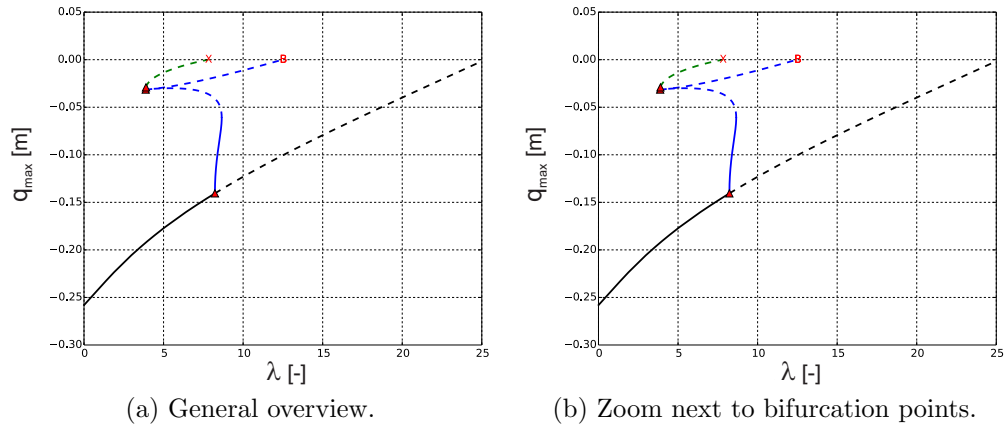 0.05
0.00
−0.05
−0.10
−0.15
−0.20
−0.25
−0.30
q_max [m]
X
B
0 5 10 15 20 25
λ [-]
(a) General overview.
0.05
0.00
−0.05
−0.10
−0.15
−0.20
−0.25
−0.30
q_max [m]
X
B
0 5 10 15 20 25
λ [-]
(b) Zoom next to bifurcation points.